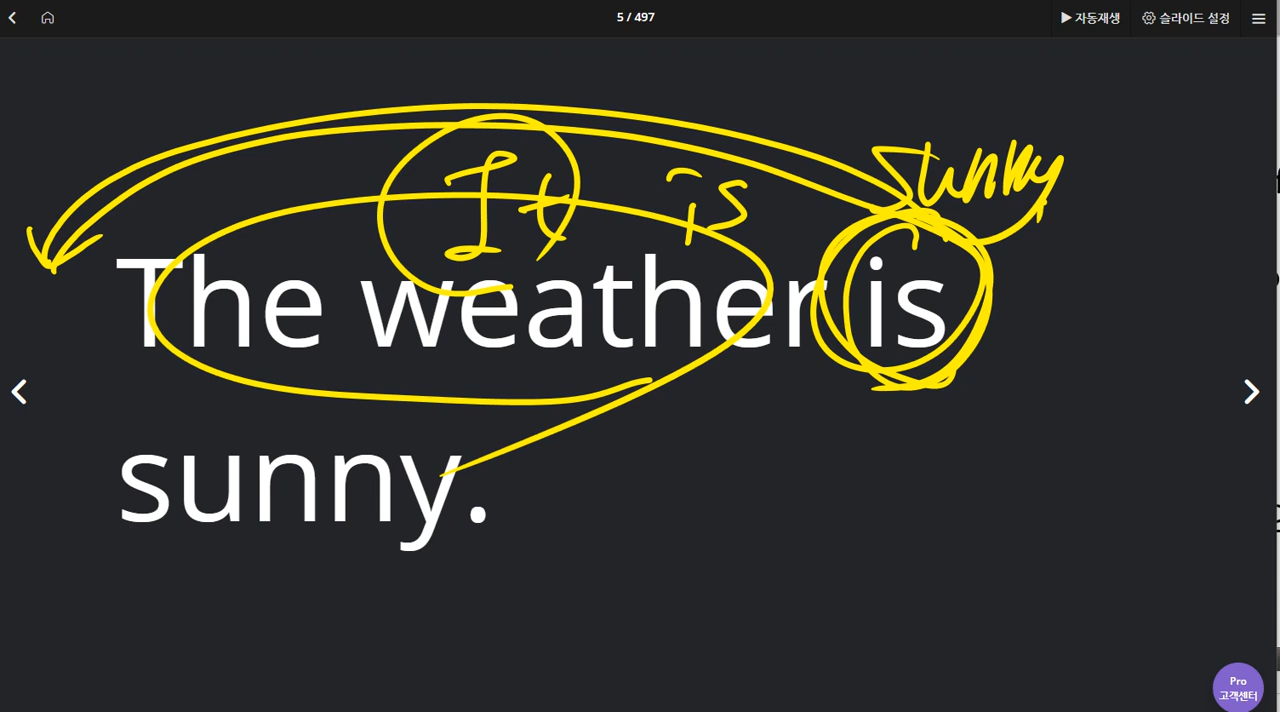 5 / 497
▶ 자동재생
슬라이드 설정
It is sunny
The weather is
sunny.
Pro
고객센터